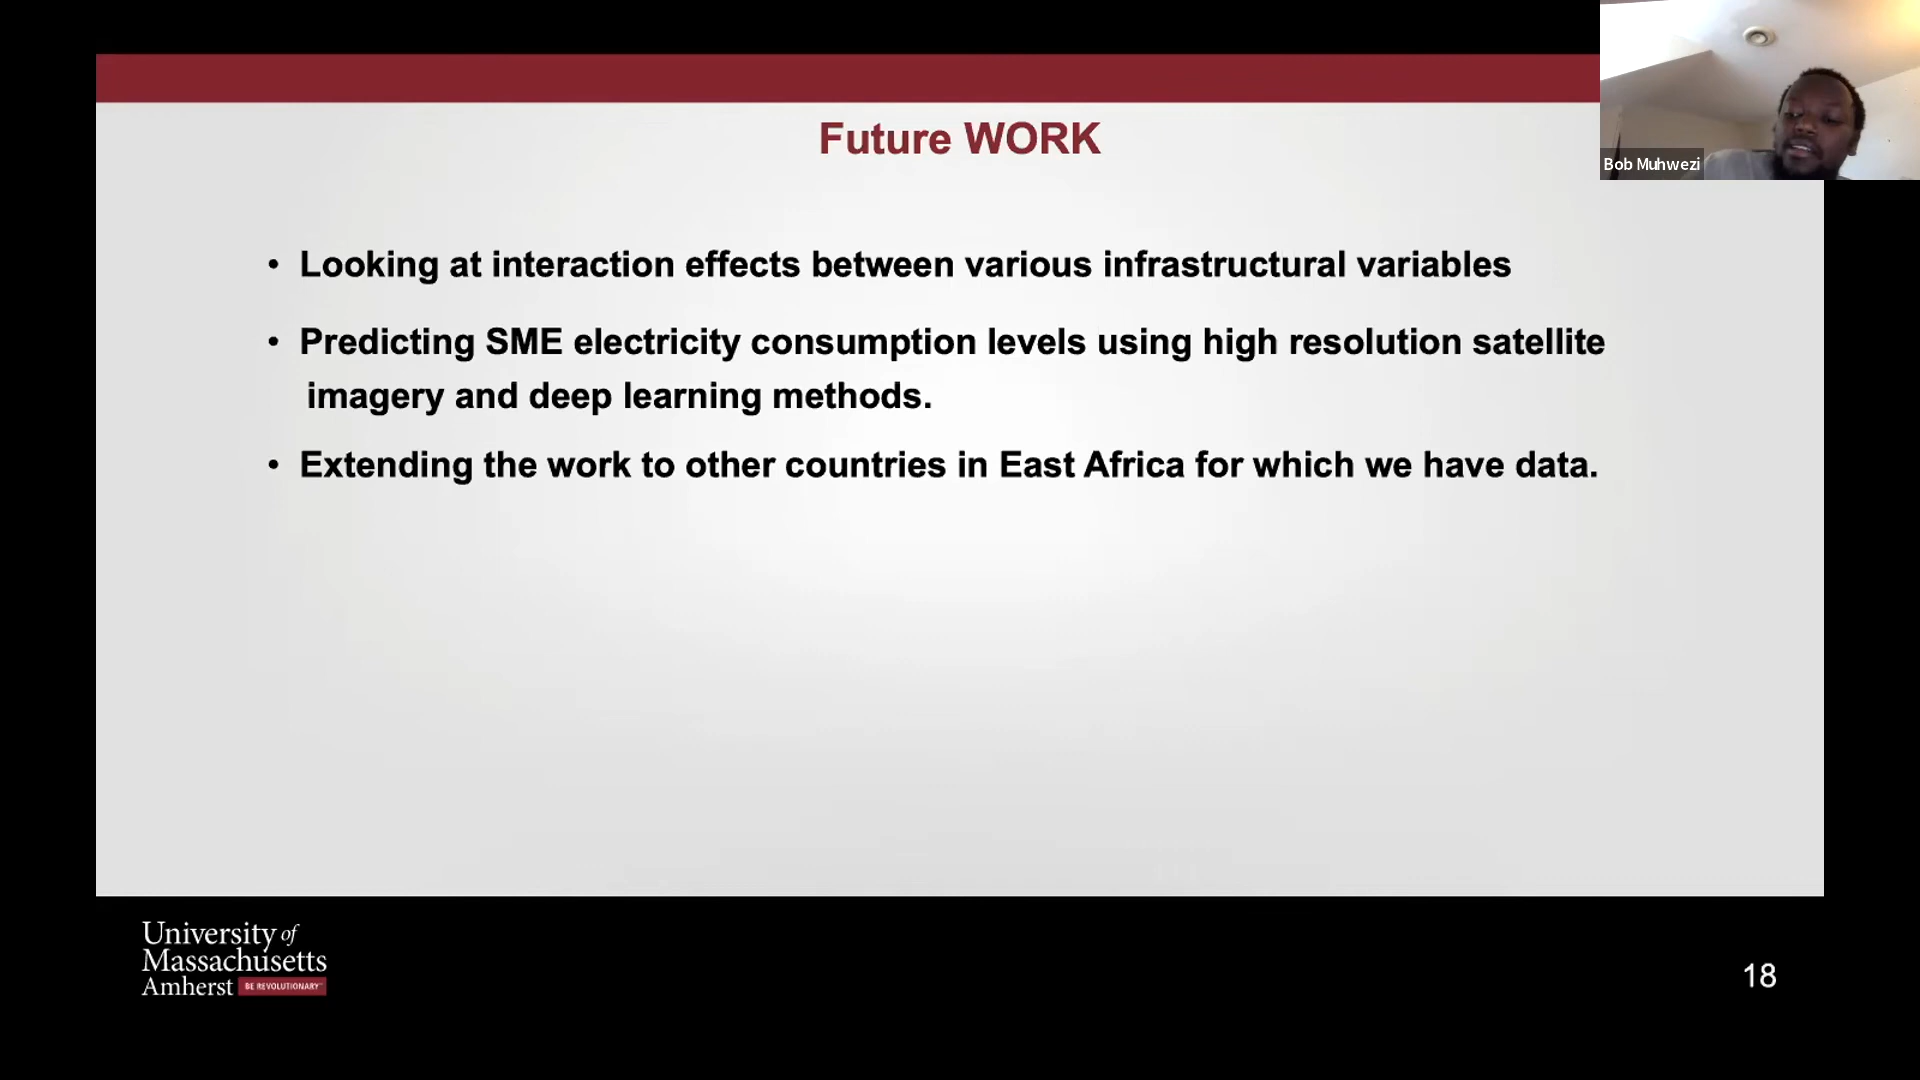 Future WORK
Bob Muhwezi
• Looking at interaction effects between various infrastructural variables
• Predicting SME electricity consumption levels using high resolution satellite
imagery and deep learning methods.
• Extending the work to other countries in East Africa for which we have data.
University of
Massachusetts
Amherst BE REVOLUTIONARY™
18